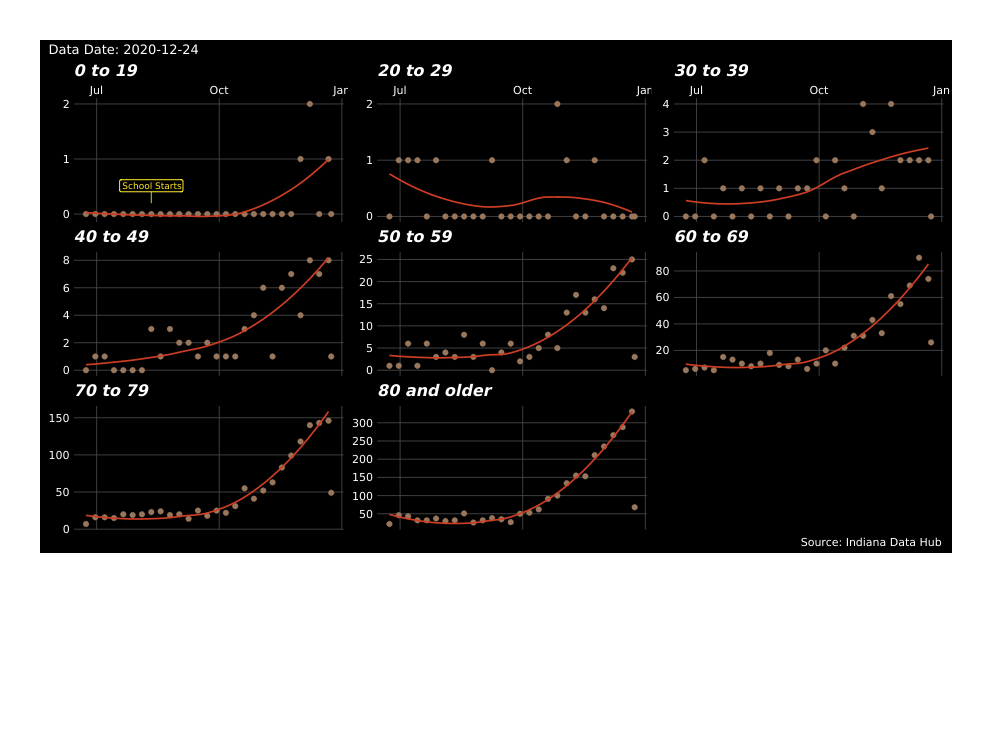 Data Date: 2020-12-24
0 to 19
20 to 29
30 to 39
Jul Oct Jan
Jul Oct Jan
Jul Oct Jan
2
1
0
School Starts
2
1
0
4
3
2
1
0
40 to 49
50 to 59
60 to 69
8
6
4
2
0
25
20
15
10
5
0
80
60
40
20
70 to 79
80 and older
150
100
50
0
300
250
200
150
100
50
Source: Indiana Data Hub